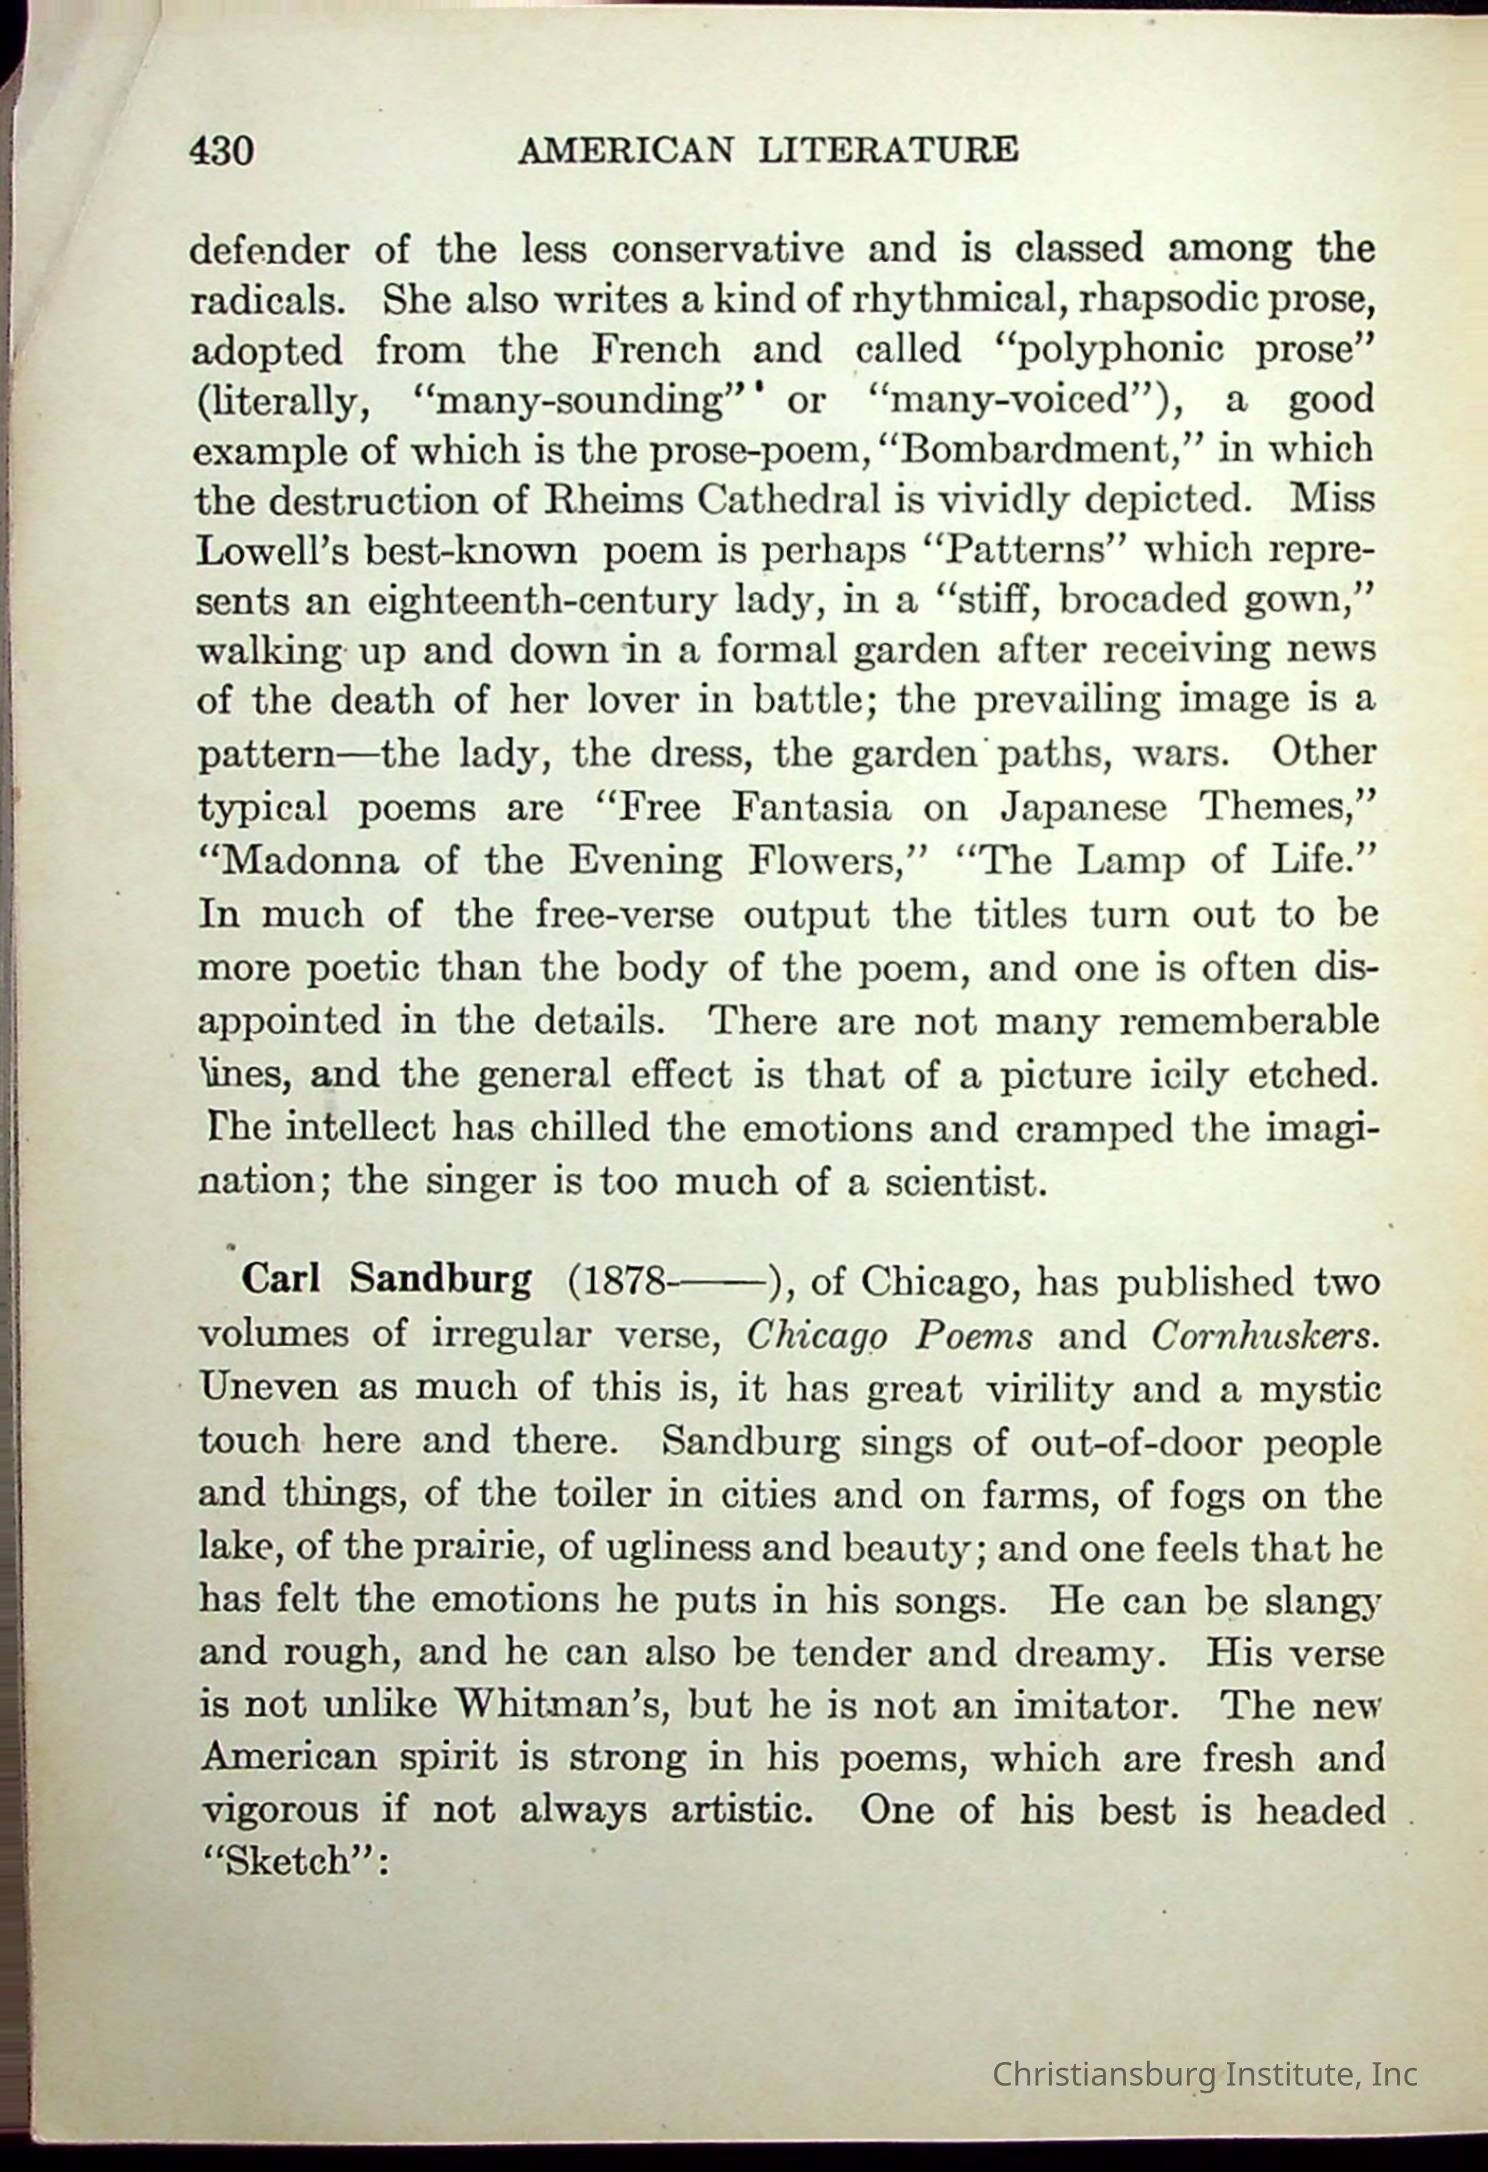 430 AMERICAN LITERATURE
defender of the less conservative and is classed among the
radicals. She also writes a kind of rhythmical, rhapsodic prose,
adopted from the French and called “polyphonic prose”
(literally, “many-sounding” or “many-voiced”), a good
example of which is the prose-poem, “Bombardment,” in which
the destruction of Rheims Cathedral is vividly depicted. Miss
Lowell’s best-known poem is perhaps “Patterns” which repre-
sents an eighteenth-century lady, in a “stiff, brocaded gown,”
walking up and down in a formal garden after receiving news
of the death of her lover in battle; the prevailing image is a
pattern—the lady, the dress, the garden paths, wars. Other
typical poems are “Free Fantasia on Japanese Themes,”
“Madonna of the Evening Flowers,” “The Lamp of Life.”
In much of the free-verse output the titles turn out to be
more poetic than the body of the poem, and one is often dis-
appointed in the details. There are not many rememberable
lines, and the general effect is that of a picture icily etched.
The intellect has chilled the emotions and cramped the imagi-
nation; the singer is too much of a scientist.
Carl Sandburg (1878-——), of Chicago, has published two
volumes of irregular verse, Chicago Poems and Cornhuskers.
Uneven as much of this is, it has great virility and a mystic
touch here and there. Sandburg sings of out-of-door people
and things, of the toiler in cities and on farms, of fogs on the
lake, of the prairie, of ugliness and beauty; and one feels that he
has felt the emotions he puts in his songs. He can be slangy
and rough, and he can also be tender and dreamy. His verse
is not unlike Whitman’s, but he is not an imitator. The new
American spirit is strong in his poems, which are fresh and
vigorous if not always artistic. One of his best is headed
“Sketch”:
Christiansburg Institute, Inc